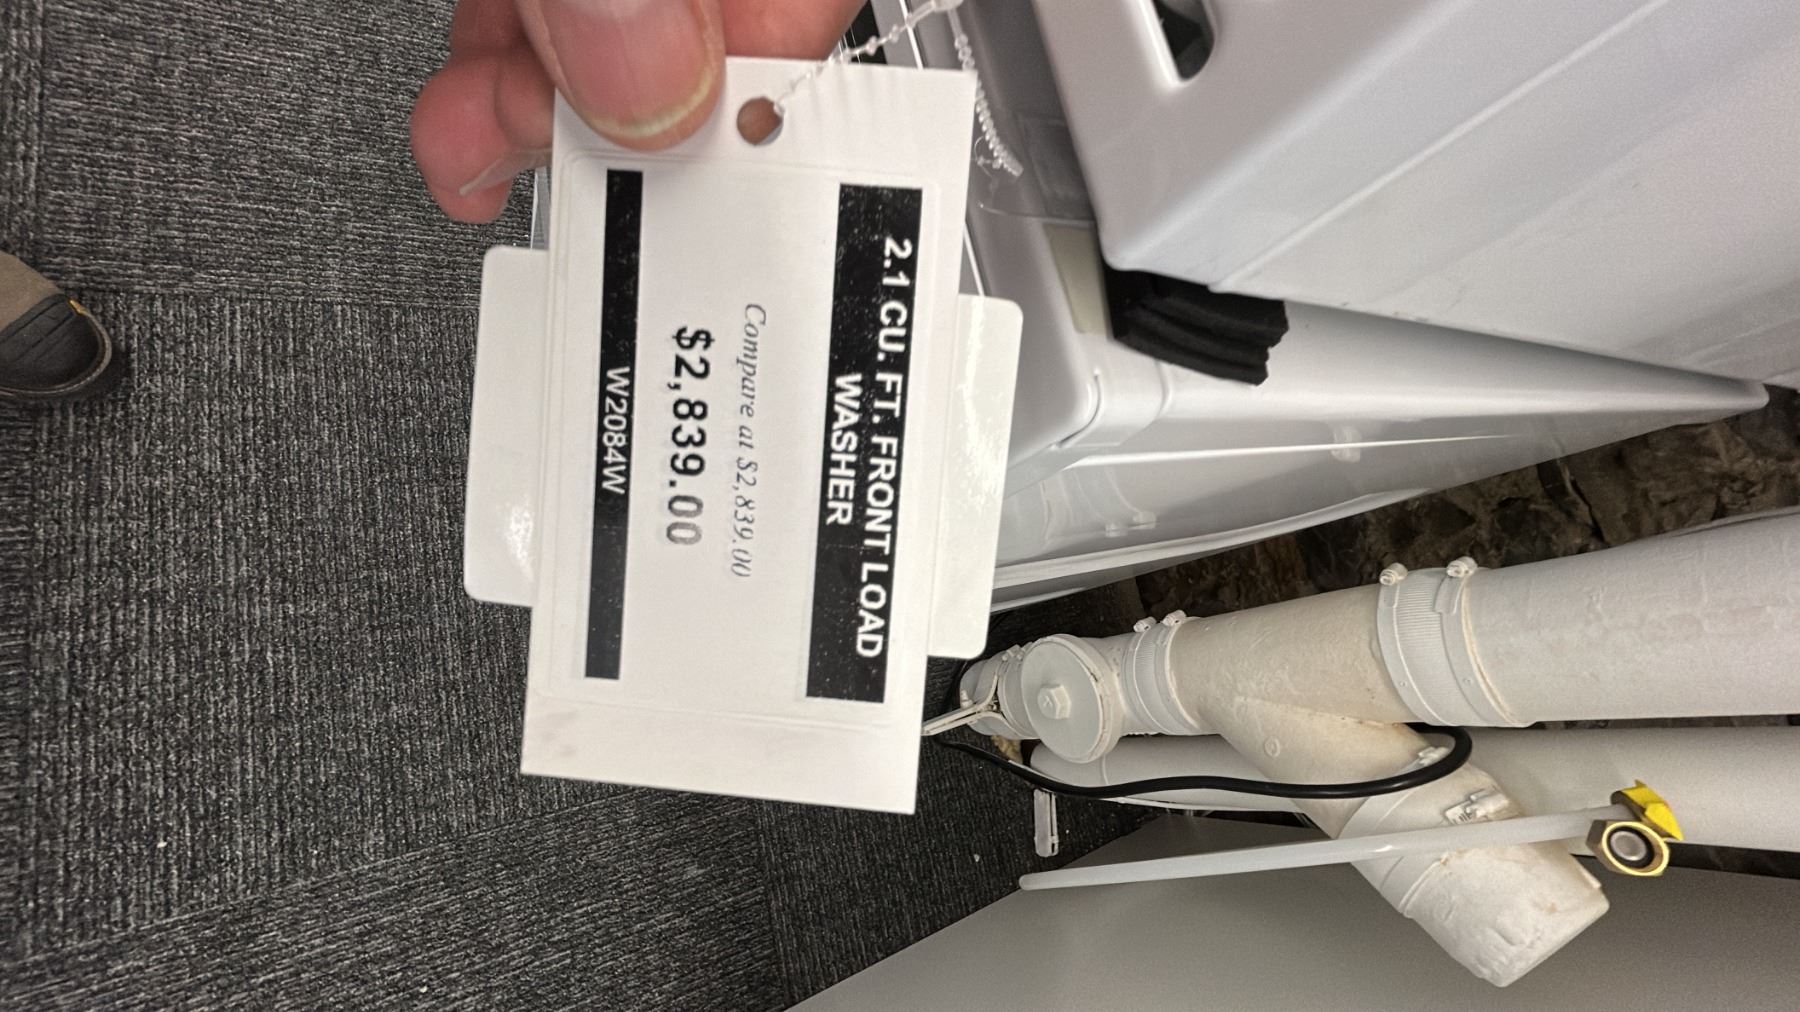 2.1 CU. FT. FRONT LOAD
WASHER
Compare at $2,839.00
$2,839.00
W2084W